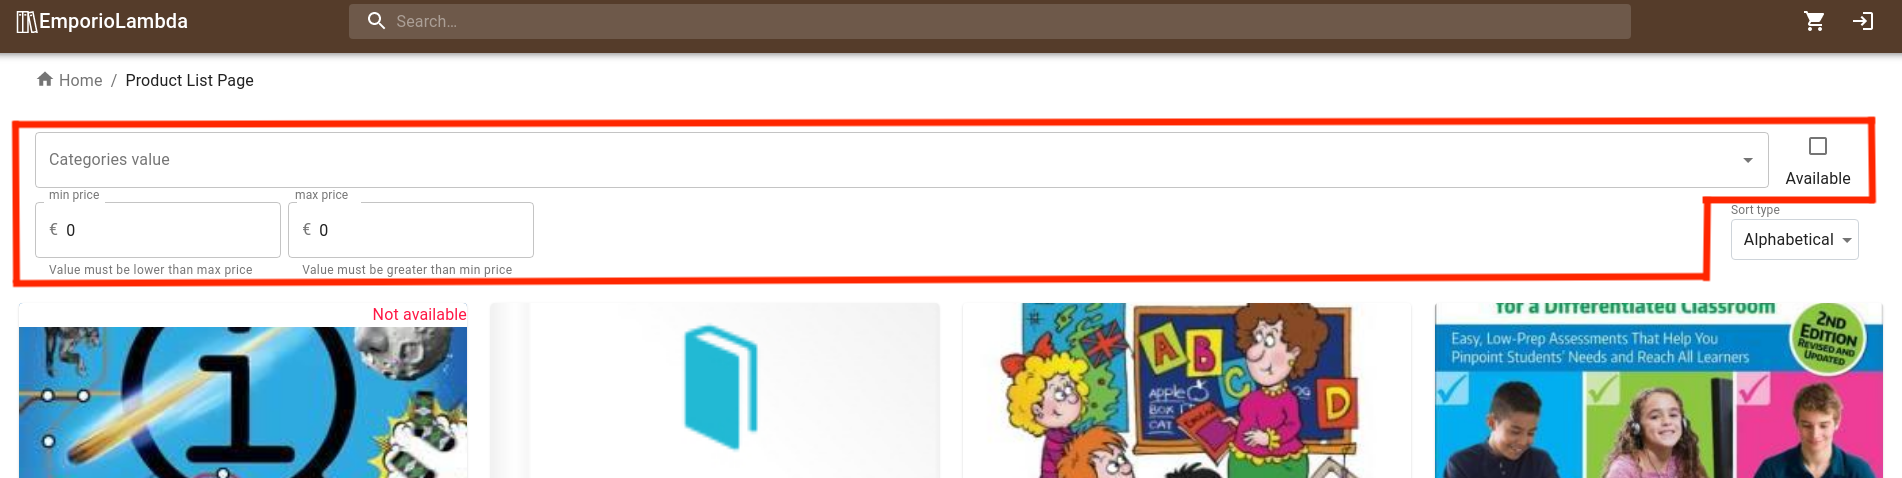 EmporioLambda
Search...
Home / Product List Page
Categories value
Available
min price
max price
€ 0
€ 0
Value must be lower than max price
Value must be greater than min price
Sort type
Alphabetical
Not available
i
A B C D
apple
BOX
CAT
English
for a Differentiated Classroom
Easy, Low-Prep Assessments That Help You
Pinpoint Students' Needs and Reach All Learners
2ND
EDITION
REVISED AND
UPDATED